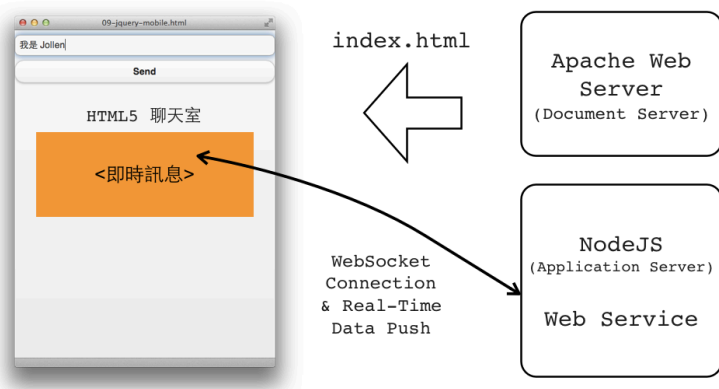 09-jquery-mobile.html
我是 Jollen
Send
HTML5 聊天室
<即時訊息>
index.html
Apache Web
Server
(Document Server)
WebSocket
Connection
& Real-Time
Data Push
NodeJS
(Application Server)
Web Service